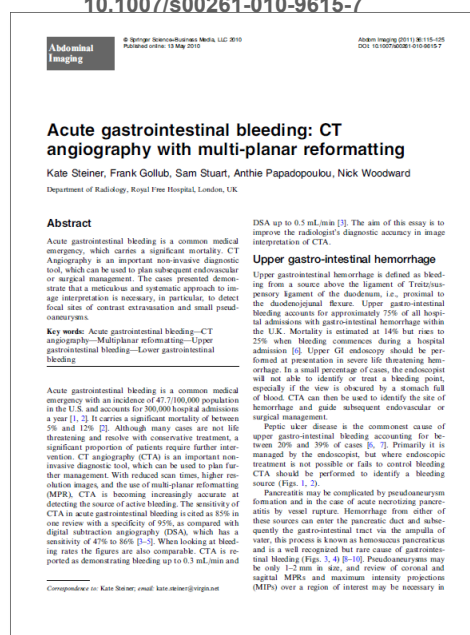 10.1007/s00261-010-9615-7
Abdominal
Imaging
© Springer Science+Business Media, LLC 2010
Published online: 13 May 2010
Abdom Imaging (2011) 36:115–125
DOI: 10.1007/s00261-010-9615-7
Acute gastrointestinal bleeding: CT
angiography with multi-planar reformatting
Kate Steiner, Frank Gollub, Sam Stuart, Anthie Papadopoulou, Nick Woodward
Department of Radiology, Royal Free Hospital, London, UK
Abstract
Acute gastrointestinal bleeding is a common medical
emergency, which carries a significant mortality. CT
Angiography is an important non-invasive diagnostic
tool, which can be used to plan subsequent endovascular
or surgical management. The cases presented demon-
strate that a meticulous and systematic approach to im-
age interpretation is necessary, in particular, to detect
focal sites of contrast extravasation and small pseud-
oaneurysms.
Key words: Acute gastrointestinal bleeding—CT
angiography—Multiplanar reformatting—Upper
gastrointestinal bleeding—Lower gastrointestinal
bleeding
Acute gastrointestinal bleeding is a common medical
emergency with an incidence of 47.7/100,000 population
in the U.S. and accounts for 300,000 hospital admissions
a year [1, 2]. It carries a significant mortality of between
5% and 12% [2]. Although many cases are not life
threatening and resolve with conservative treatment, a
significant proportion of patients require further inter-
vention. CT angiography (CTA) is an important non-
invasive diagnostic tool, which can be used to plan fur-
ther management. With reduced scan times, higher res-
olution images, and the use of multi-planar reformatting
(MPR), CTA is becoming increasingly accurate at
detecting the source of active bleeding. The sensitivity of
CTA in acute gastrointestinal bleeding is cited as 85% in
one review with a specificity of 95%, as compared with
digital subtraction angiography (DSA), which has a
sensitivity of 47% to 86% [3–5]. When looking at bleed-
ing rates the figures are also comparable. CTA is re-
ported as demonstrating bleeding up to 0.3 mL/min and
Correspondence to: Kate Steiner; email: kate.steiner@virgin.net
DSA up to 0.5 mL/min [3]. The aim of this essay is to
improve the radiologist's diagnostic accuracy in image
interpretation of CTA.
Upper gastro-intestinal hemorrhage
Upper gastrointestinal hemorrhage is defined as bleed-
ing from a source above the ligament of Treitz/sus-
pensory ligament of the duodenum, i.e., proximal to
the duodenojejunal flexure. Upper gastro-intestinal
bleeding accounts for approximately 75% of all hospi-
tal admissions with gastro-intestinal hemorrhage within
the U.K. Mortality is estimated at 14% but rises to
25% when bleeding commences during a hospital
admission [6]. Upper GI endoscopy should be per-
formed at presentation in severe life threatening hem-
orrhage. In a small percentage of cases, the endoscopist
will not able to identify or treat a bleeding point,
especially if the view is obscured by a stomach full
of blood. CTA can then be used to identify the site of
hemorrhage and guide subsequent endovascular or
surgical management.
Peptic ulcer disease is the commonest cause of
upper gastro-intestinal bleeding accounting for be-
tween 20% and 39% of cases [6, 7]. Primarily it is
managed by the endoscopist, but where endoscopic
treatment is not possible or fails to control bleeding
CTA should be performed to identify a bleeding
source (Figs. 1, 2).
Pancreatitis may be complicated by pseudoaneurysm
formation and in the case of acute necrotizing pancrea-
titis by vessel rupture. Hemorrhage from either of
these sources can enter the pancreatic duct and subse-
quently the gastro-intestinal tract via the ampulla of
vater, this process is known as hemosuccus pancreaticus
and is a well recognized but rare cause of gastrointes-
tinal bleeding (Figs. 3, 4) [8–10]. Pseudoaneurysms may
be only 1–2 mm in size, and review of coronal and
sagittal MPRs and maximum intensity projections
(MIPs) over a region of interest may be necessary in